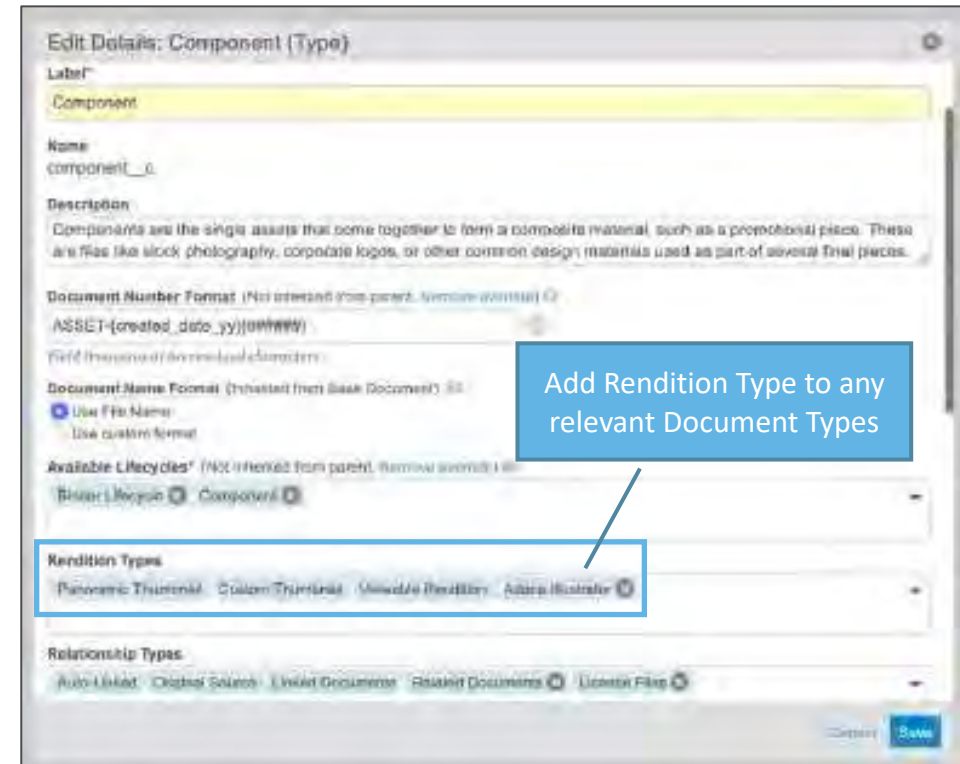 Edit Details: Component (Type)
Label*
Component
Name
component__c
Description
Components are the single assets that come together to form a composite material, such as a promotional piece. These
are files like stock photography, corporate logos, or other common design materials used as part of several final pieces.
Document Number Format (Not inherited from parent, Remove override)
ASSET-{created_date_yy}{######}
Document Name Format (Inherited from Base Document)
Use File Name
Use custom format
Add Rendition Type to any
relevant Document Types
Available Lifecycles* (Not inherited from parent, Remove override)
Binder Lifecycle Component
Rendition Types
Panoramic Thumbnail Custom Thumbnail Viewable Rendition Adobe Illustrator
Relationship Types
Auto-Linked Original Source Linked Documents Related Documents License Files
Cancel Save